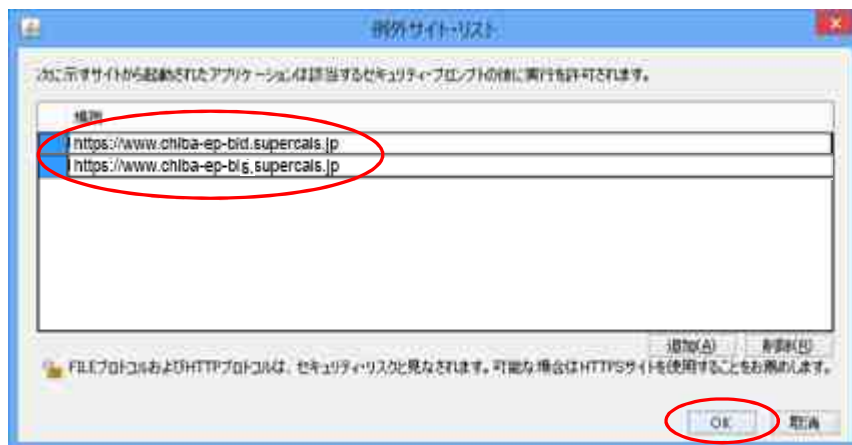 例外サイト・リスト
次に示すサイトから起動されたアプリケーションは該当するセキュリティ・プロンプトの後に実行を許可されます。
場所
https://www.chiba-ep-bid.supercals.jp
https://www.chiba-ep-bis.supercals.jp
追加(A) 削除(R)
FILEプロトコルおよびHTTPプロトコルは、セキュリティ・リスクと見なされます。可能な場合はHTTPSサイトを使用することをお薦めします。
OK 取消